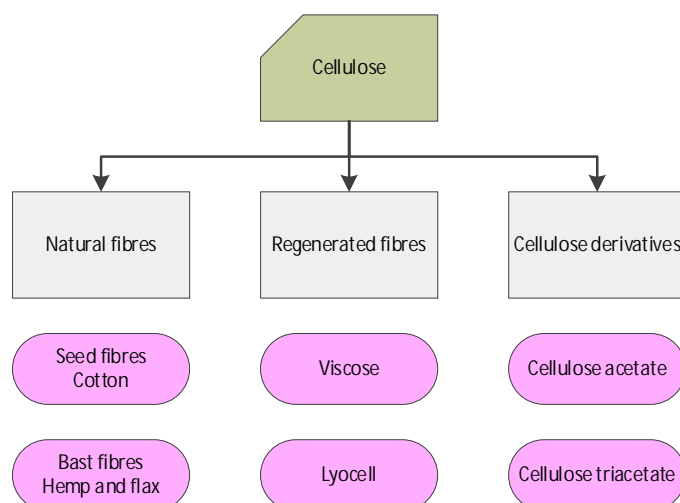 Cellulose
Natural fibres
Regenerated fibres
Cellulose derivatives
Seed fibres
Cotton
Viscose
Cellulose acetate
Bast fibres
Hemp and flax
Lyocell
Cellulose triacetate